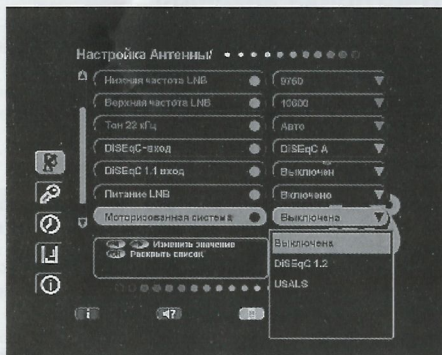 Настройка Антенны
Нижняя частота LNB 9750
Верхняя частота LNB 10600
Тон 22 кГц Авто
DiSEqC-вход DiSEqC A
DiSEqC 1.1 вход Выключен
Питание LNB Включено
Моторизованная система Выключена
Изменить значение
Раскрыть список
Выключена
DiSEqC 1.2
USALS